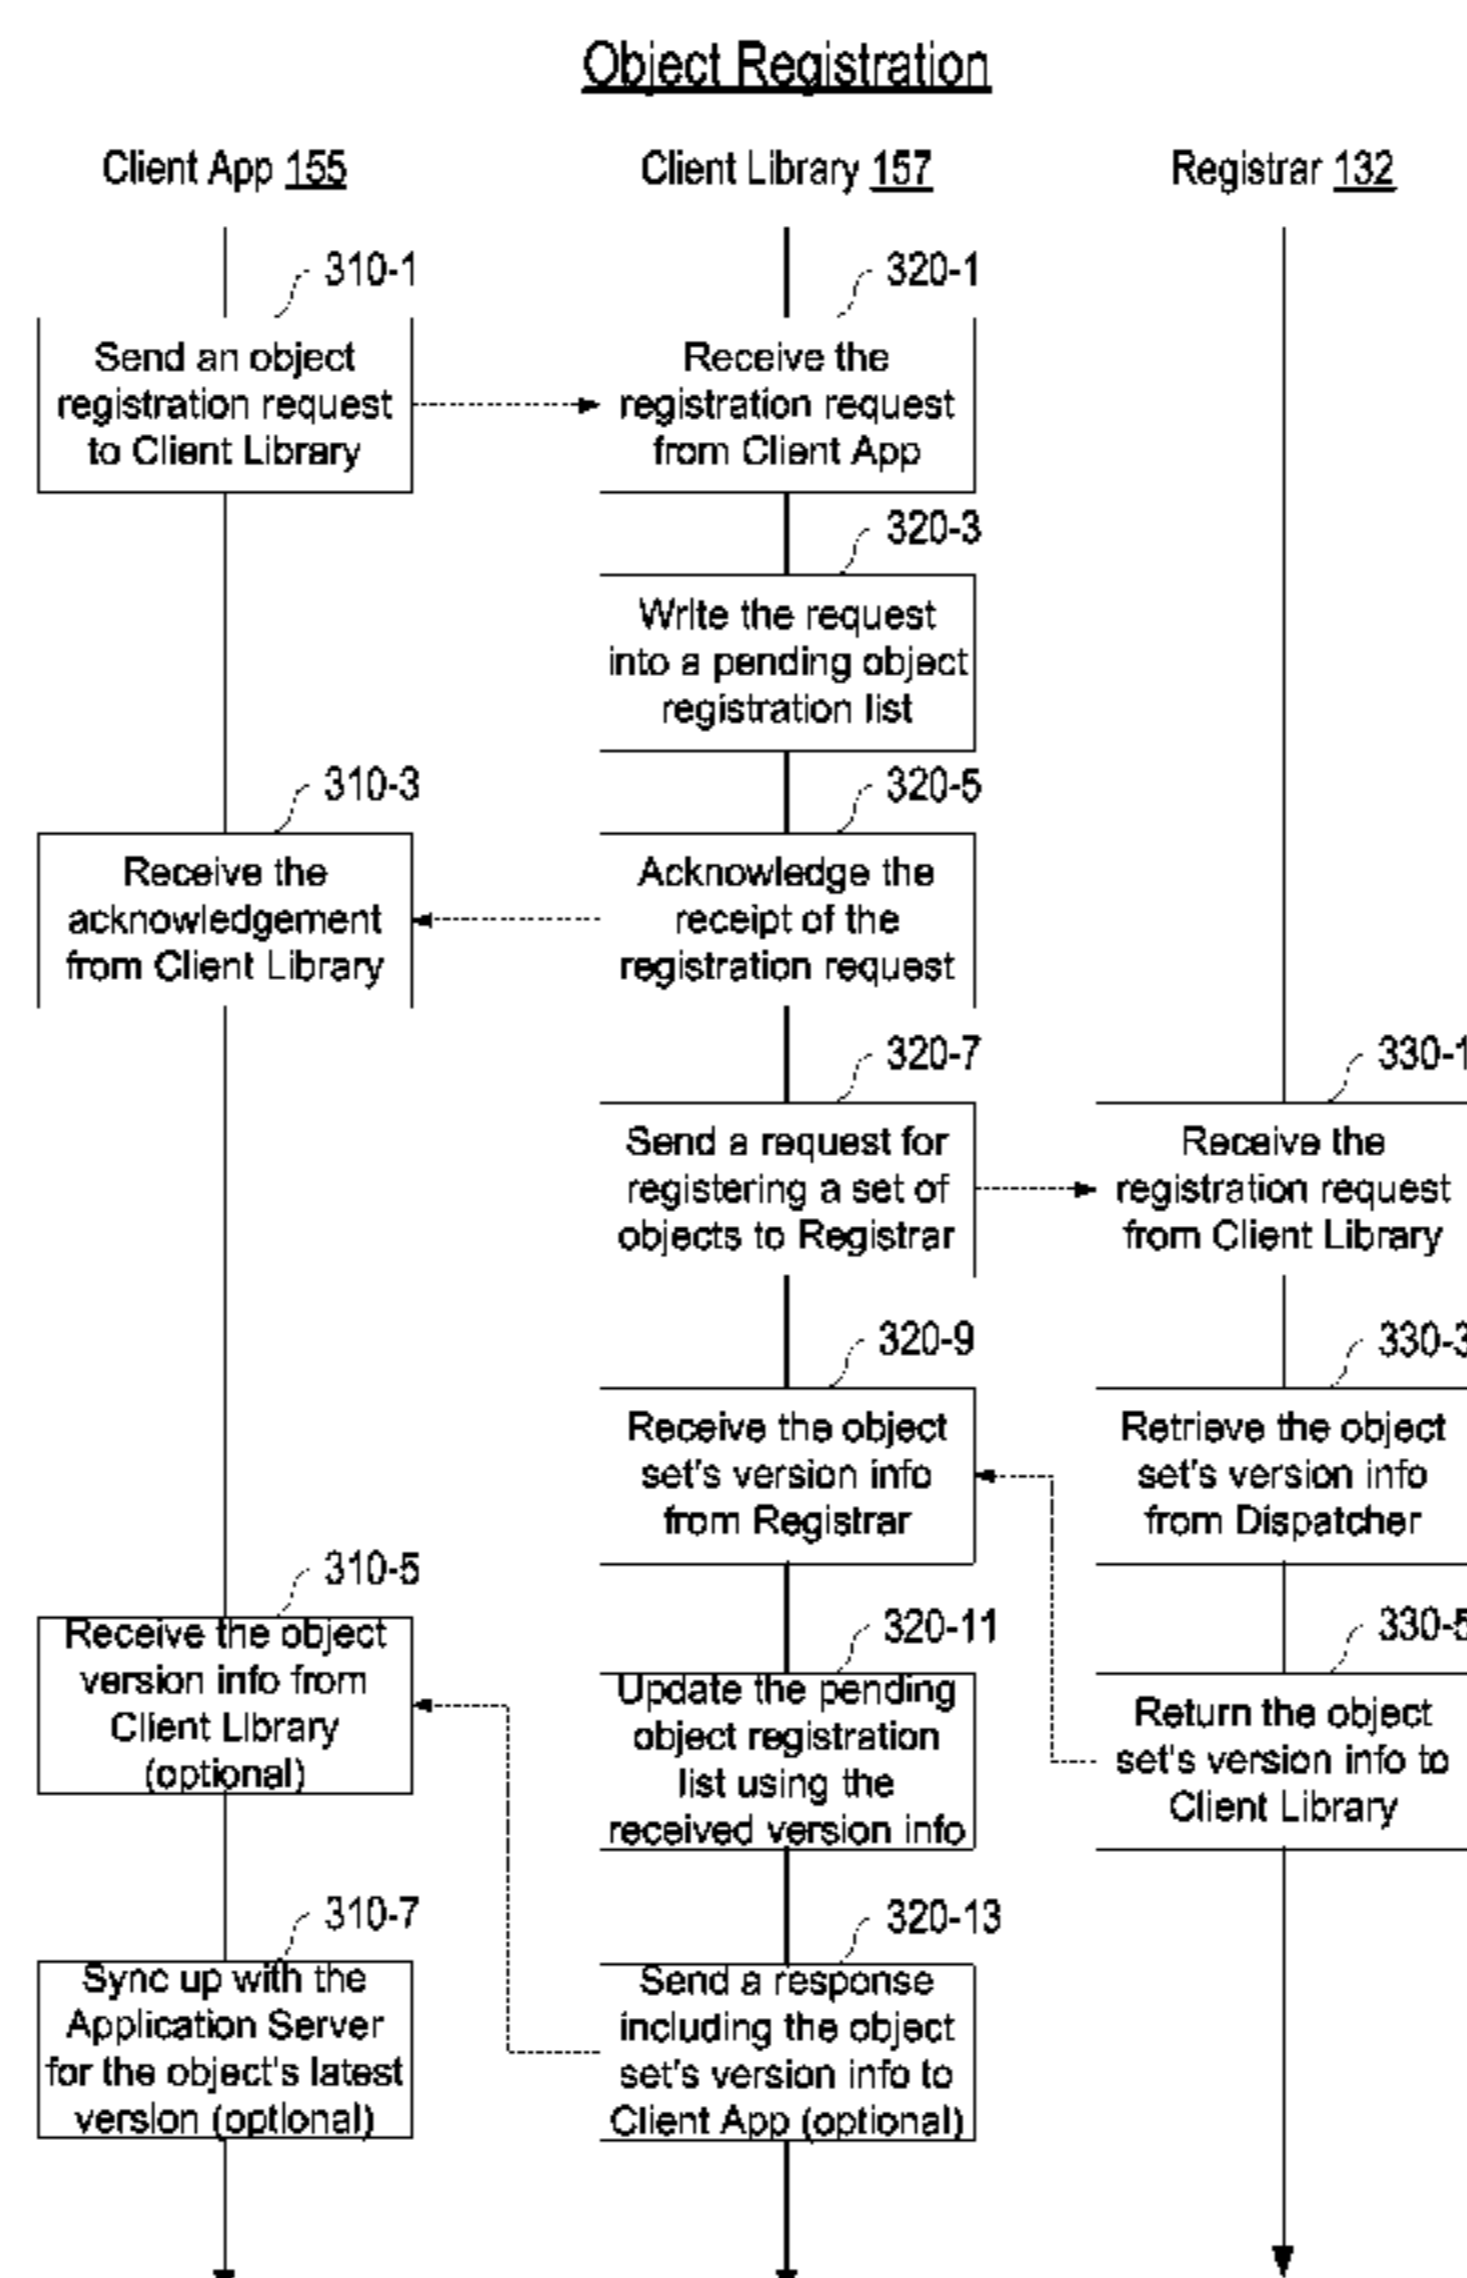 Object Registration
Client App 155
Client Library 157
Registrar 132
310-1
320-1
Send an object
registration request
to Client Library
Receive the
registration request
from Client App
320-3
Write the request
into a pending object
registration list
310-3
320-5
Receive the
acknowledgement
from Client Library
Acknowledge the
receipt of the
registration request
320-7
330-1
Send a request for
registering a set of
objects to Registrar
Receive the
registration request
from Client Library
320-9
330-3
Receive the object
set's version info
from Registrar
Retrieve the object
set's version info
from Dispatcher
310-5
320-11
330-5
Receive the object
version info from
Client Library
(optional)
Update the pending
object registration
list using the
received version info
Return the object
set's version info to
Client Library
310-7
320-13
Sync up with the
Application Server
for the object's latest
version (optional)
Send a response
including the object
set's version info to
Client App (optional)